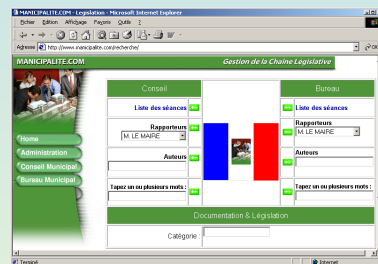 MANICIPALITE.COM - Legislation - Microsoft Internet Explorer
Fichier Edition Affichage Favoris Outils ?
Adresse http://www.manicipalite.com/recherche/ OK
MANICIPALITE.COM Gestion de la Chaîne Législative
Conseil Bureau
Liste des séances Liste des séances
Rapporteurs Rapporteurs
M. LE MAIRE M. LE MAIRE
Auteurs Auteurs
Tapez un ou plusieurs mots : Tapez un ou plusieurs mots :
Home
Administration
Conseil Municipal
Bureau Municipal
Documentation & Législation
Catégorie :
Terminé Internet